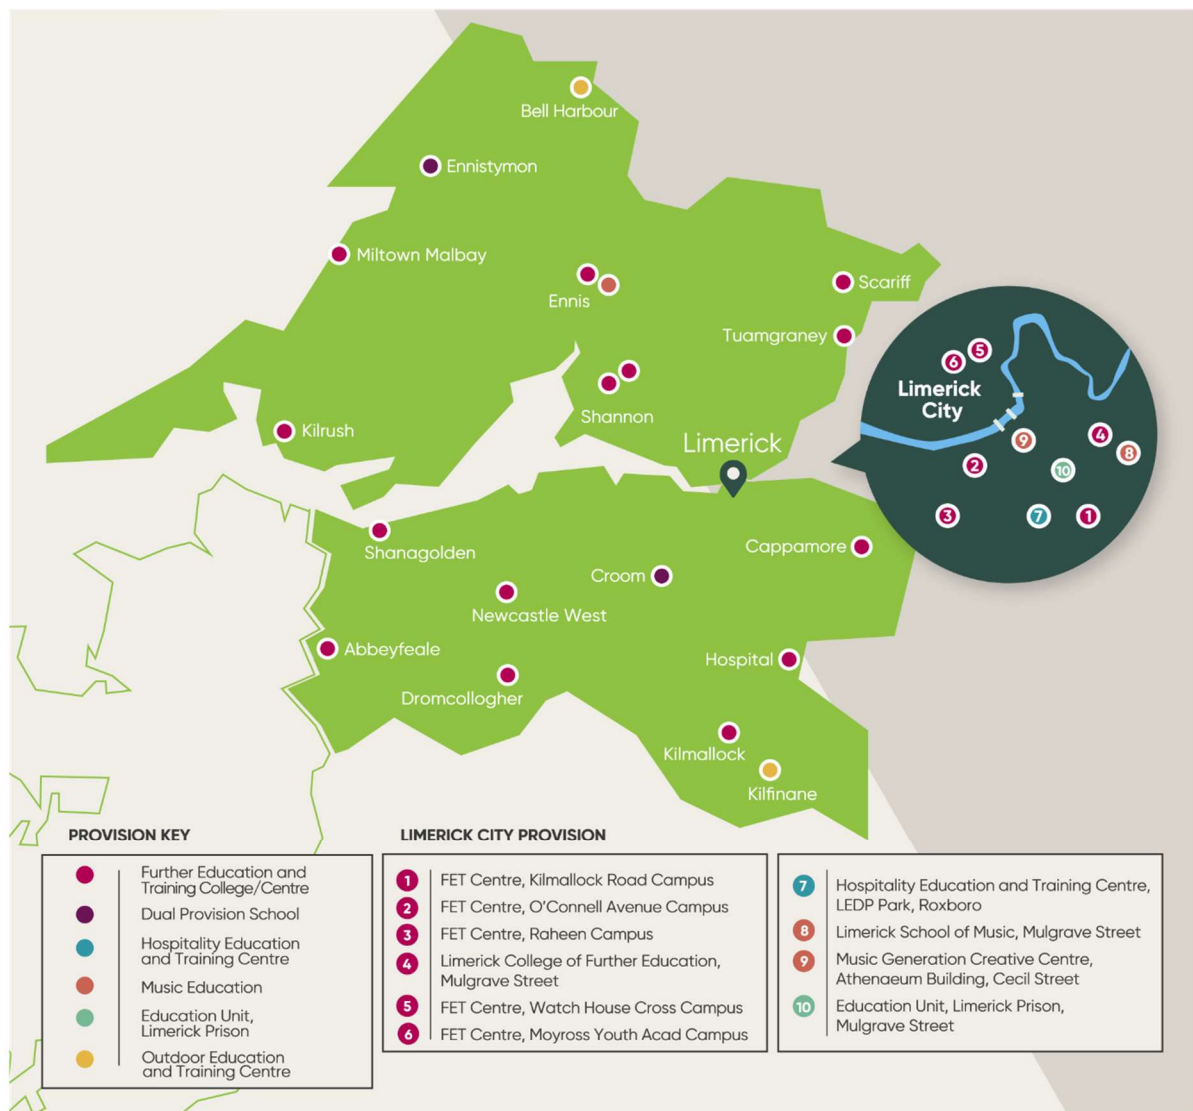 Bell Harbour
Ennistymon
Miltown Malbay
Ennis
Scariff
Tuamgraney
Shannon
Kilrush
Limerick
5
6
Limerick
City
4
9
8
2
10
3
7
1
Shanagolden
Cappamore
Croom
Newcastle West
Abbeyfeale
Hospital
Dromcollogher
Kilmallock
Kilfinane
PROVISION KEY
Further Education and
Training College/Centre
Dual Provision School
Hospitality Education
and Training Centre
Music Education
Education Unit,
Limerick Prison
Outdoor Education
and Training Centre
LIMERICK CITY PROVISION
1 FET Centre, Kilmallock Road Campus
2 FET Centre, O'Connell Avenue Campus
3 FET Centre, Raheen Campus
4 Limerick College of Further Education,
Mulgrave Street
5 FET Centre, Watch House Cross Campus
6 FET Centre, Moyross Youth Acad Campus
7 Hospitality Education and Training Centre,
LEDP Park, Roxboro
8 Limerick School of Music, Mulgrave Street
9 Music Generation Creative Centre,
Athenaeum Building, Cecil Street
10 Education Unit, Limerick Prison,
Mulgrave Street